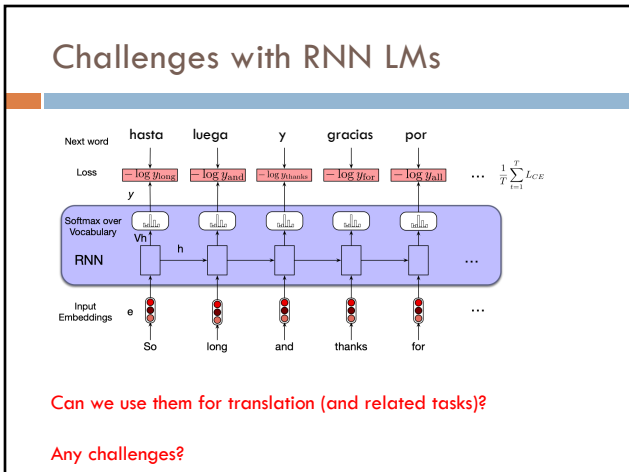 Challenges with RNN LMs
Next word hasta luega y gracias por
Loss − log y_long − log y_and − log y_thanks − log y_for − log y_all ... 1/T ∑_{t=1}^{T} L_{CE}
y
Softmax over
Vocabulary
Vh
h
RNN ...
Input
Embeddings e ...
So long and thanks for
Can we use them for translation (and related tasks)?
Any challenges?